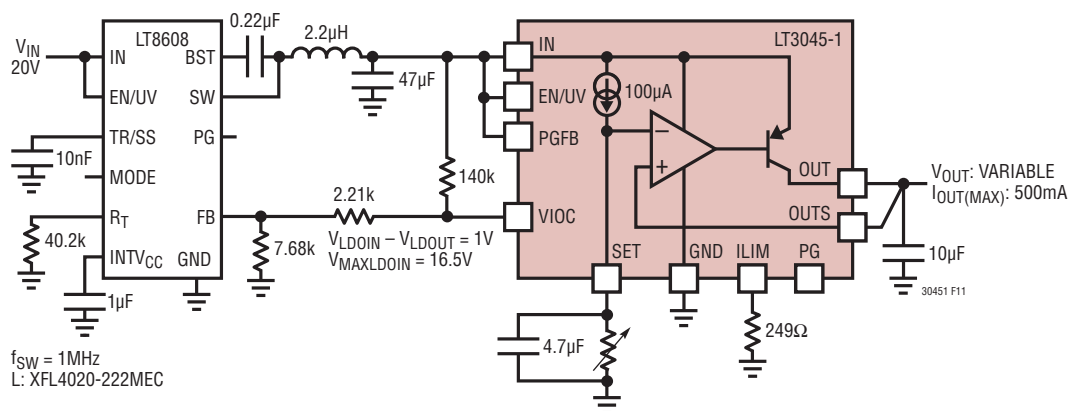 0.22µF
2.2µH
LT8608
LT3045-1
V_IN
20V
IN
BST
IN
47µF
100µA
EN/UV
SW
EN/UV
TR/SS
PG
PGFB
10nF
140k
MODE
OUT
V_OUT: VARIABLE
I_OUT(MAX): 500mA
R_T
FB
2.21k
VIOC
OUTS
40.2k
7.68k
V_LDOIN – V_LDOUT = 1V
V_MAXLDOIN = 16.5V
INTV_CC
GND
SET
GND
ILIM
PG
10µF
1µF
30451 F11
4.7µF
249Ω
f_SW = 1MHz
L: XFL4020-222MEC
–
+